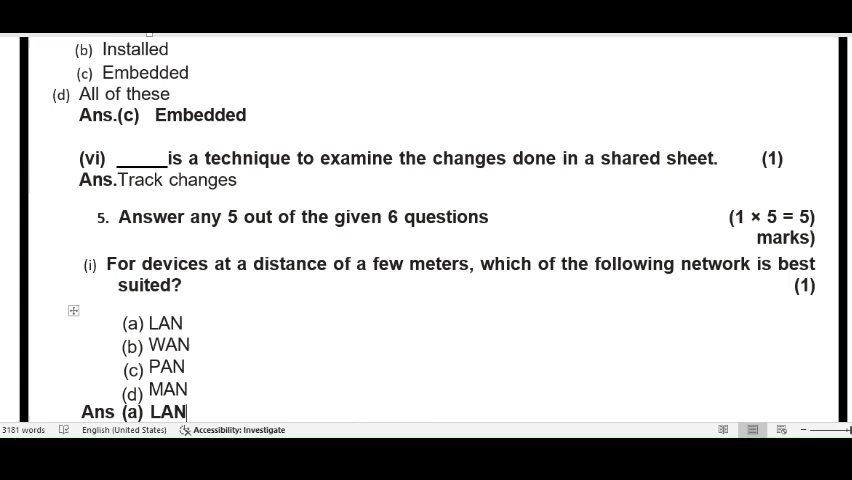 (b) Installed
(c) Embedded
(d) All of these
Ans.(c) Embedded
(vi) _____is a technique to examine the changes done in a shared sheet. (1)
Ans.Track changes
5. Answer any 5 out of the given 6 questions (1 × 5 = 5)
marks)
(i) For devices at a distance of a few meters, which of the following network is best
suited? (1)
(a) LAN
(b) WAN
(c) PAN
(d) MAN
Ans (a) LAN
3181 words English (United States) Accessibility: Investigate